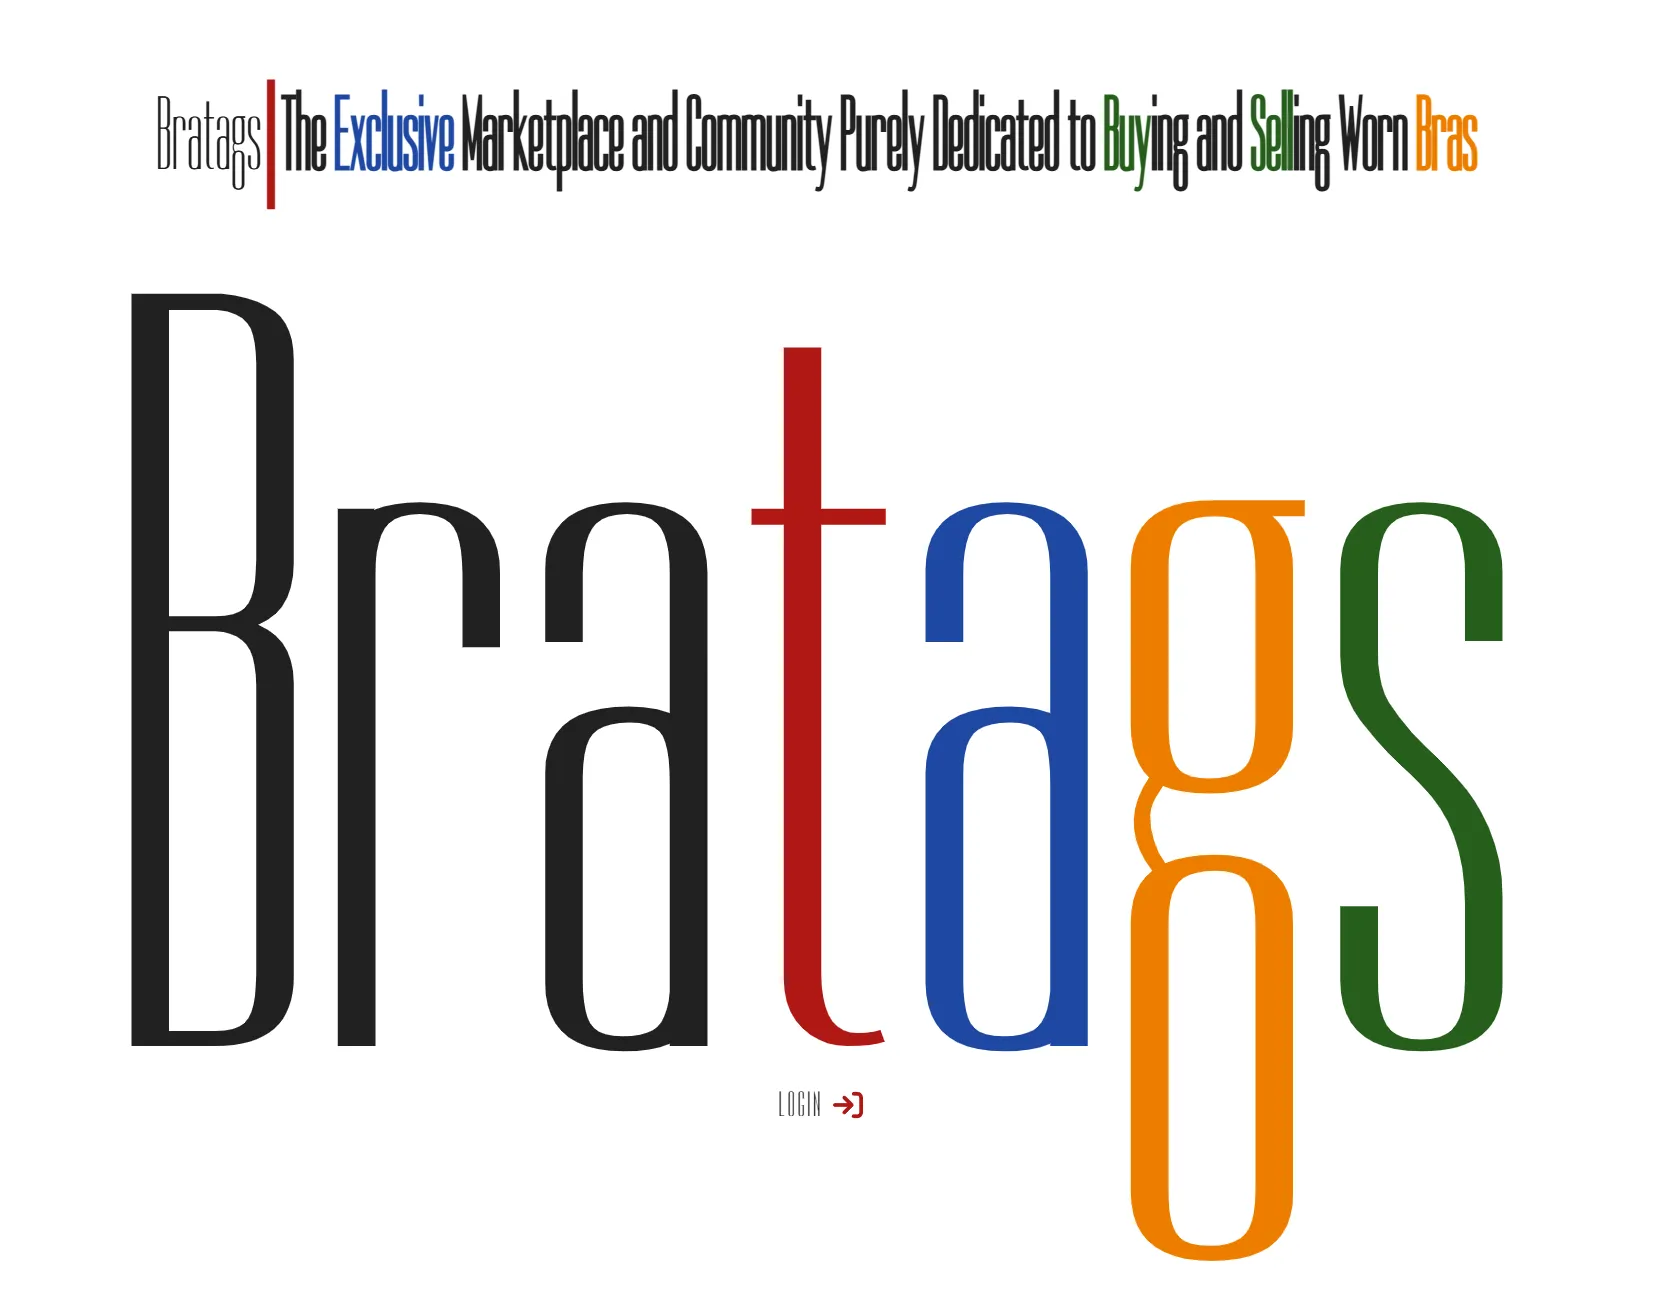 Bratags | The Exclusive Marketplace and Community Purely Dedicated to Buying and Selling Worn Bras
Bratags
LOGIN